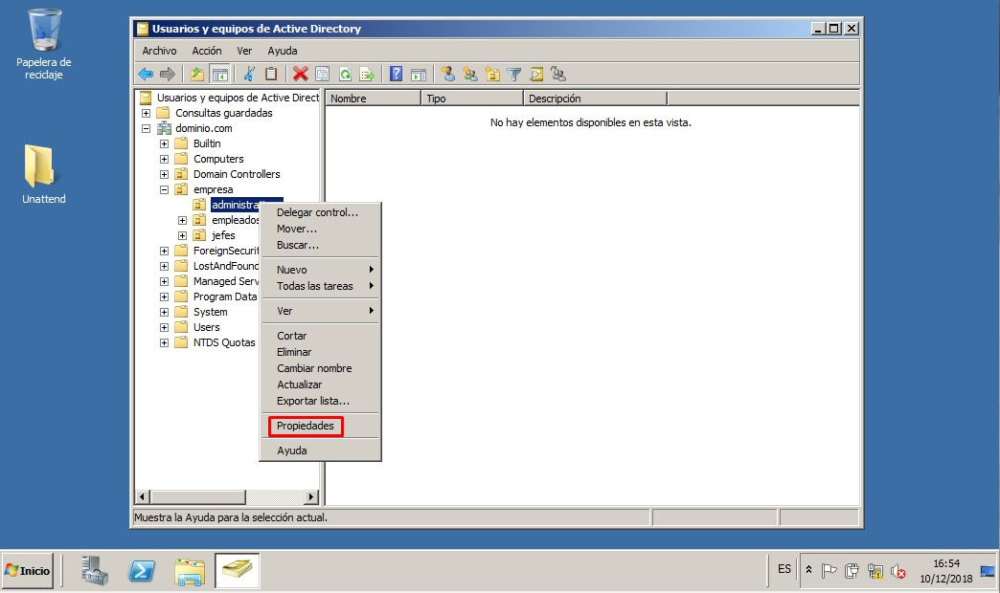 Papelera de
reciclaje
Unattend
Usuarios y equipos de Active Directory
Archivo Acción Ver Ayuda
Usuarios y equipos de Active Direct
Consultas guardadas
dominio.com
Builtin
Computers
Domain Controllers
empresa
administra
empleados
jefes
ForeignSecurit
LostAndFound
Managed Serv
Program Data
System
Users
NTDS Quotas
Nombre Tipo Descripción
No hay elementos disponibles en esta vista.
Delegar control...
Mover...
Buscar...
Nuevo
Todas las tareas
Ver
Cortar
Eliminar
Cambiar nombre
Actualizar
Exportar lista...
Propiedades
Ayuda
Muestra la Ayuda para la selección actual.
Inicio
ES
16:54
10/12/2018